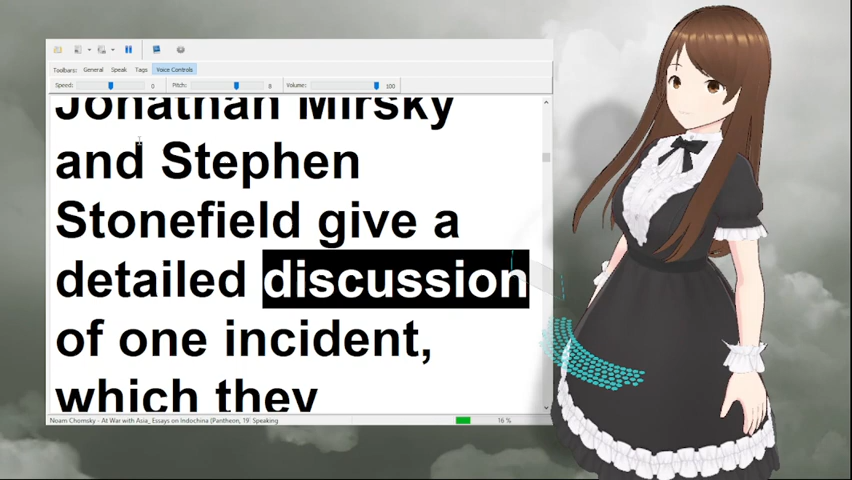 Toolbars: General Speak Tags Voice Controls
Speed: 0 Pitch: 8 Volume: 100
Jonathan Mirsky
and Stephen
Stonefield give a
detailed discussion
of one incident,
which they
Noam Chomsky - At War with Asia_ Essays on Indochina (Pantheon, 19 Speaking 16 %